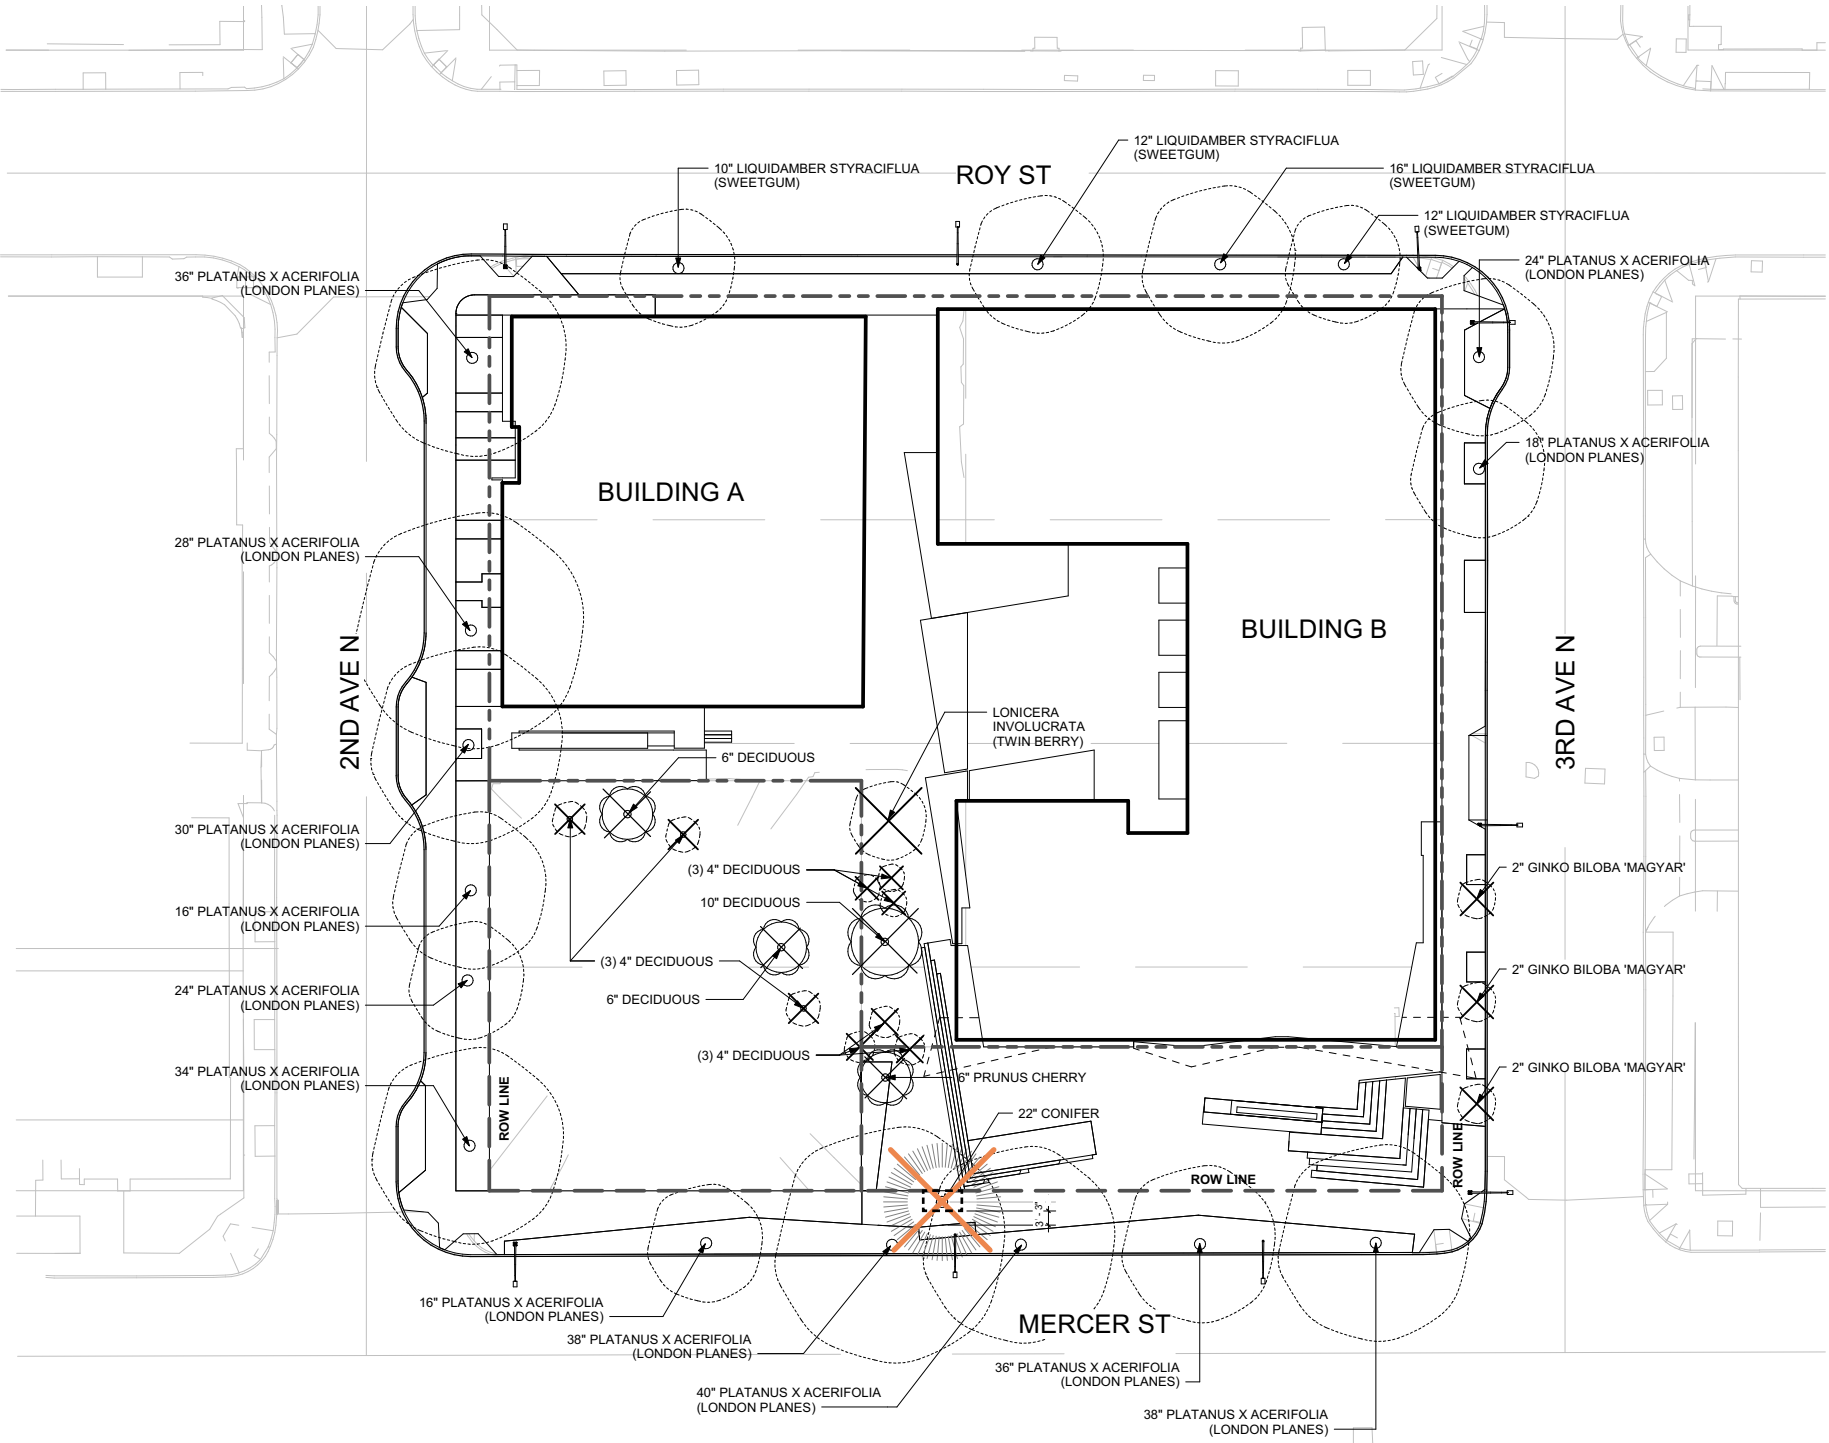 12" LIQUIDAMBER STYRACIFLUA
(SWEETGUM)
10" LIQUIDAMBER STYRACIFLUA
(SWEETGUM)
ROY ST
16" LIQUIDAMBER STYRACIFLUA
(SWEETGUM)
12" LIQUIDAMBER STYRACIFLUA
(SWEETGUM)
36" PLATANUS X ACERIFOLIA
(LONDON PLANES)
24" PLATANUS X ACERIFOLIA
(LONDON PLANES)
18" PLATANUS X ACERIFOLIA
(LONDON PLANES)
BUILDING A
28" PLATANUS X ACERIFOLIA
(LONDON PLANES)
BUILDING B
2ND AVE N
3RD AVE N
LONICERA
INVOLUCRATA
(TWIN BERRY)
6" DECIDUOUS
30" PLATANUS X ACERIFOLIA
(LONDON PLANES)
(3) 4" DECIDUOUS
2" GINKO BILOBA 'MAGYAR'
10" DECIDUOUS
16" PLATANUS X ACERIFOLIA
(LONDON PLANES)
(3) 4" DECIDUOUS
2" GINKO BILOBA 'MAGYAR'
24" PLATANUS X ACERIFOLIA
(LONDON PLANES)
6" DECIDUOUS
(3) 4" DECIDUOUS
34" PLATANUS X ACERIFOLIA
(LONDON PLANES)
6" PRUNUS CHERRY
2" GINKO BILOBA 'MAGYAR'
ROW LINE
22" CONIFER
ROW LINE
ROW LINE
3' 3'
16" PLATANUS X ACERIFOLIA
(LONDON PLANES)
MERCER ST
38" PLATANUS X ACERIFOLIA
(LONDON PLANES)
36" PLATANUS X ACERIFOLIA
(LONDON PLANES)
40" PLATANUS X ACERIFOLIA
(LONDON PLANES)
38" PLATANUS X ACERIFOLIA
(LONDON PLANES)